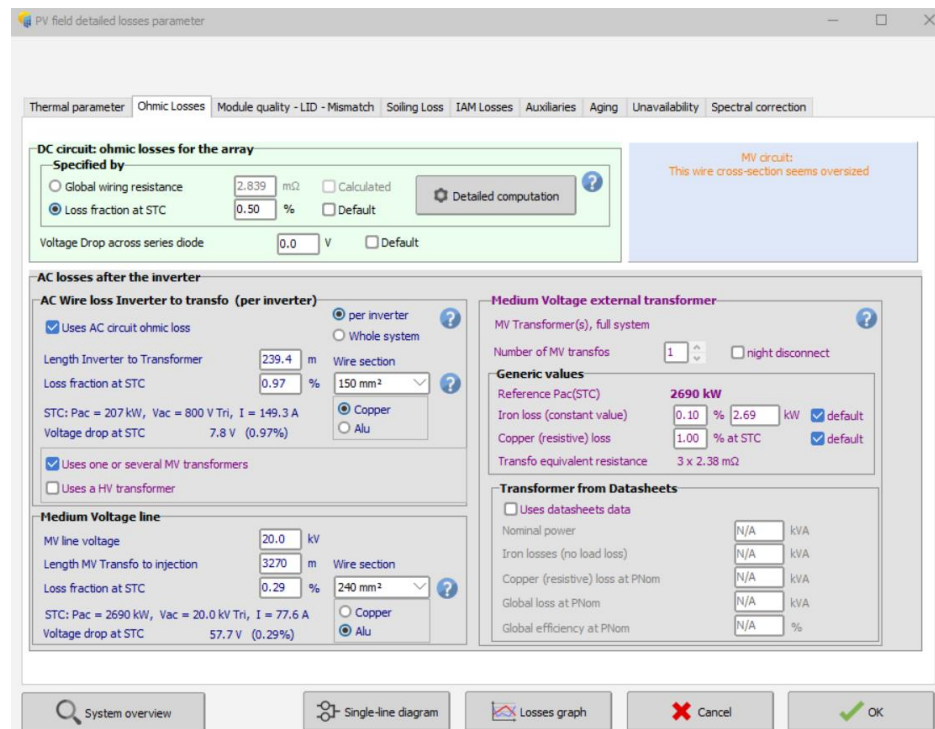 PV field detailed losses parameter
Thermal parameter Ohmic Losses Module quality - LID - Mismatch Soiling Loss IAM Losses Auxiliaries Aging Unavailability Spectral correction
DC circuit: ohmic losses for the array
Specified by
Global wiring resistance 2.839 mΩ Calculated
Loss fraction at STC 0.50 % Default
Detailed computation
?
Voltage Drop across series diode 0.0 V Default
MV circuit:
This wire cross-section seems oversized
AC losses after the inverter
AC Wire loss Inverter to transfo (per inverter)
Uses AC circuit ohmic loss
per inverter
Whole system
?
Length Inverter to Transformer 239.4 m Wire section
Loss fraction at STC 0.97 % 150 mm² ?
STC: Pac = 207 kW, Vac = 800 V Tri, I = 149.3 A
Voltage drop at STC 7.8 V (0.97%)
Copper
Alu
Uses one or several MV transformers
Uses a HV transformer
Medium Voltage line
MV line voltage 20.0 kV
Length MV Transfo to injection 3270 m Wire section
Loss fraction at STC 0.29 % 240 mm² ?
STC: Pac = 2690 kW, Vac = 20.0 kV Tri, I = 77.6 A
Voltage drop at STC 57.7 V (0.29%)
Copper
Alu
Medium Voltage external transformer
MV Transformer(s), full system ?
Number of MV transfos 1 night disconnect
Generic values
Reference Pac(STC) 2690 kW
Iron loss (constant value) 0.10 % 2.69 kW default
Copper (resistive) loss 1.00 % at STC default
Transfo equivalent resistance 3 x 2.38 mΩ
Transformer from Datasheets
Uses datasheets data
Nominal power N/A kVA
Iron losses (no load loss) N/A kVA
Copper (resistive) loss at PNom N/A kVA
Global loss at PNom N/A kVA
Global efficiency at PNom N/A %
System overview Single-line diagram Losses graph Cancel OK